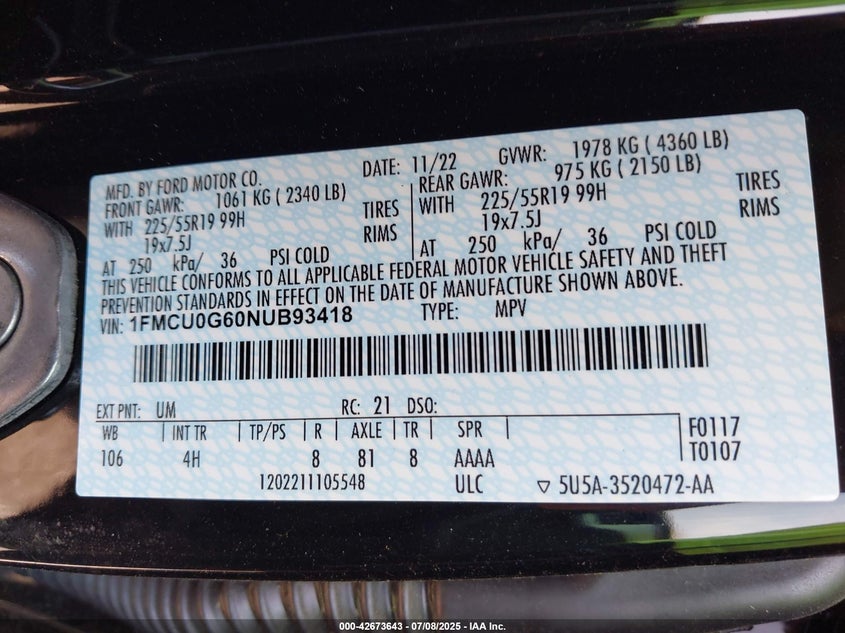 MFD. BY FORD MOTOR CO. DATE: 11/22 GVWR: 1978 KG ( 4360 LB)
FRONT GAWR: 1061 KG ( 2340 LB) REAR GAWR: 975 KG ( 2150 LB)
WITH 225/55R19 99H TIRES WITH 225/55R19 99H TIRES
19x7.5J RIMS 19x7.5J RIMS
AT 250 kPa/ 36 PSI COLD AT 250 kPa/ 36 PSI COLD
THIS VEHICLE CONFORMS TO ALL APPLICABLE FEDERAL MOTOR VEHICLE SAFETY AND THEFT
PREVENTION STANDARDS IN EFFECT ON THE DATE OF MANUFACTURE SHOWN ABOVE.
VIN: 1FMCU0G60NUB93418 TYPE: MPV
EXT PNT: UM RC: 21 DSO:
WB INT TR TP/PS R AXLE TR SPR F0117
106 4H 8 81 8 AAAA T0107
1202211105548 ULC ▽ 5U5A-3520472-AA
000-42673643 - 07/08/2025 - IAA Inc.